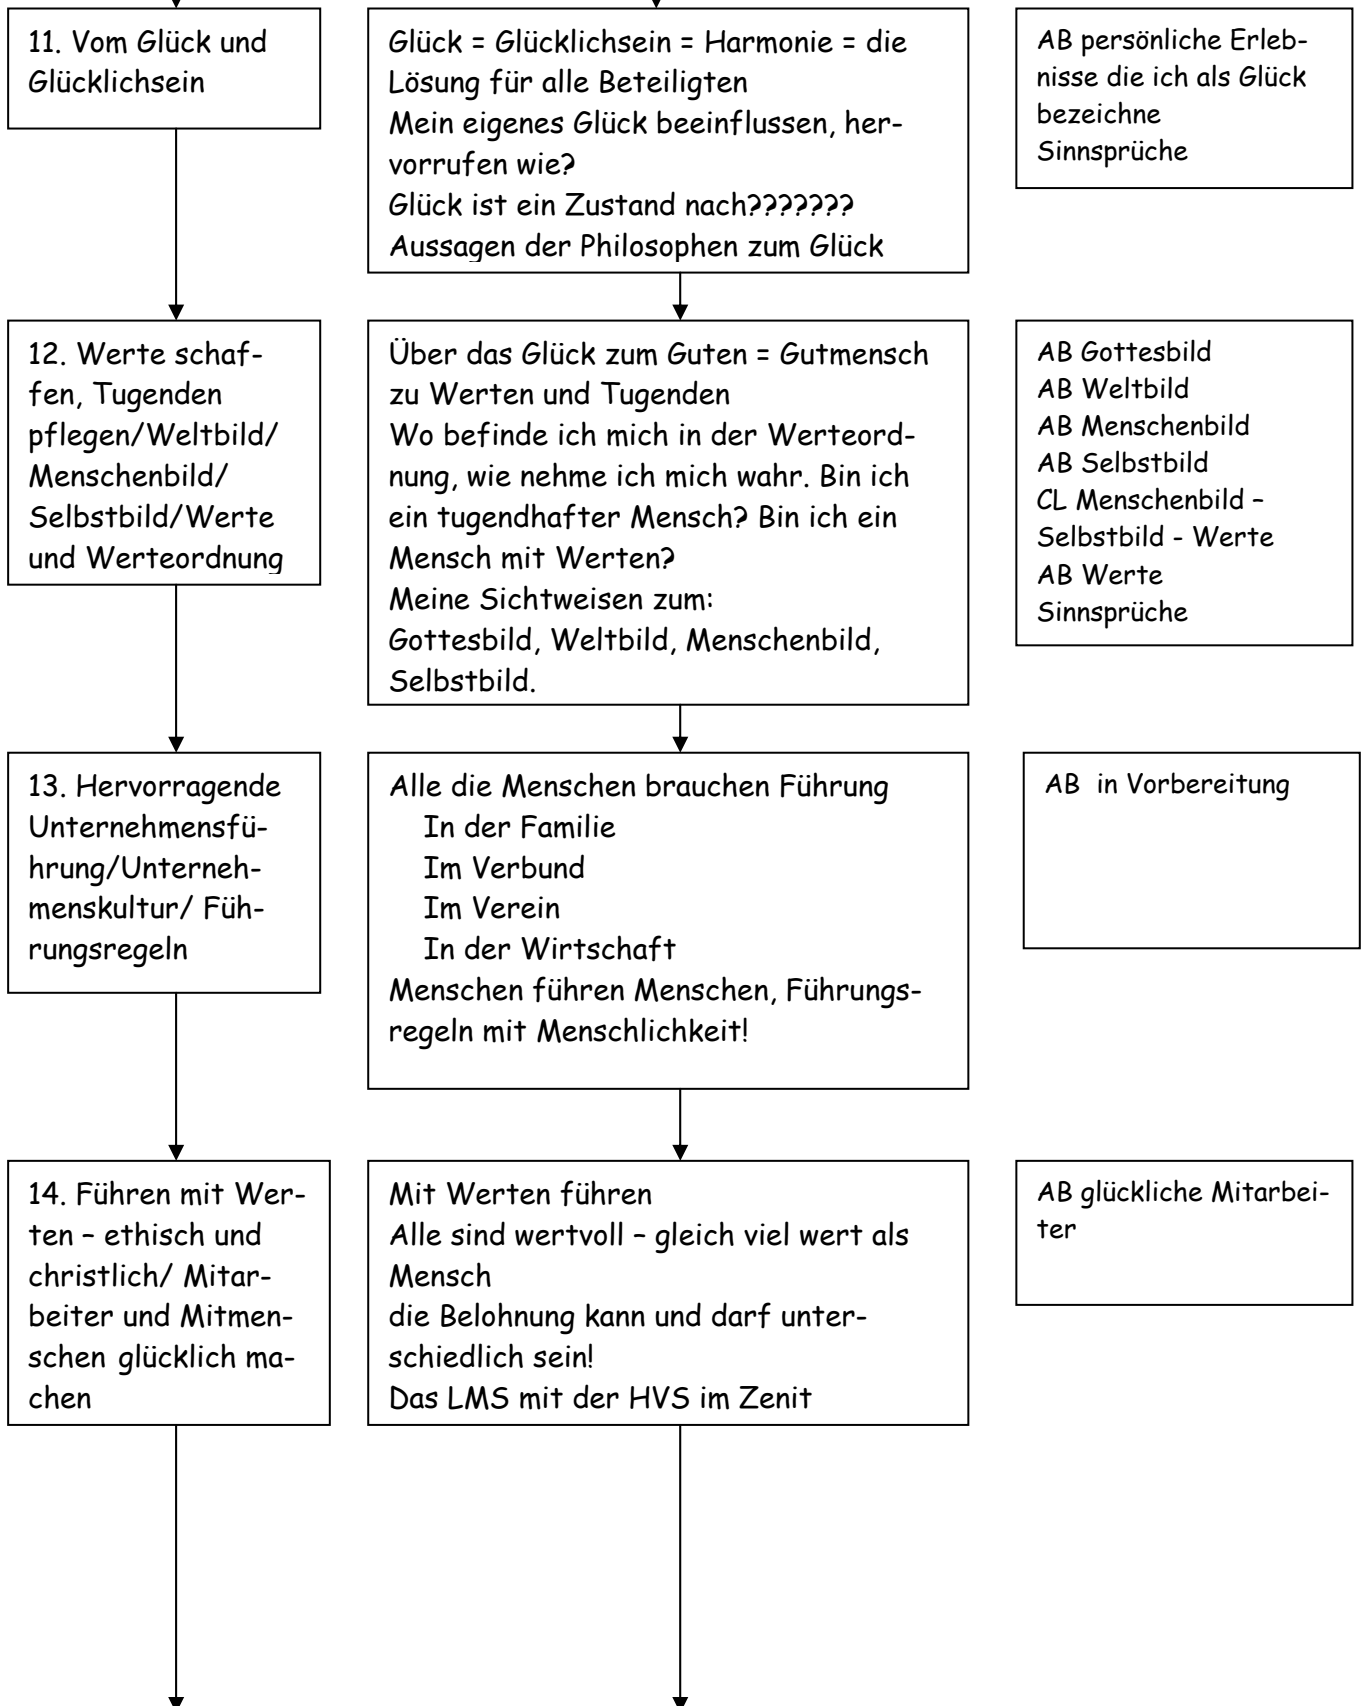 11. Vom Glück und
Glücklichsein
Glück = Glücklichsein = Harmonie = die
Lösung für alle Beteiligten
Mein eigenes Glück beeinflussen, her-
vorrufen wie?
Glück ist ein Zustand nach???????
Aussagen der Philosophen zum Glück
AB persönliche Erleb-
nisse die ich als Glück
bezeichne
Sinnsprüche
12. Werte schaf-
fen, Tugenden
pflegen/Weltbild/
Menschenbild/
Selbstbild/Werte
und Werteordnung
Über das Glück zum Guten = Gutmensch
zu Werten und Tugenden
Wo befinde ich mich in der Werteord-
nung, wie nehme ich mich wahr. Bin ich
ein tugendhafter Mensch? Bin ich ein
Mensch mit Werten?
Meine Sichtweisen zum:
Gottesbild, Weltbild, Menschenbild,
Selbstbild.
AB Gottesbild
AB Weltbild
AB Menschenbild
AB Selbstbild
CL Menschenbild –
Selbstbild - Werte
AB Werte
Sinnsprüche
13. Hervorragende
Unternehmensfü-
hrung/Unterneh-
menskultur/ Füh-
rungsregeln
Alle die Menschen brauchen Führung
In der Familie
Im Verbund
Im Verein
In der Wirtschaft
Menschen führen Menschen, Führungs-
regeln mit Menschlichkeit!
AB  in Vorbereitung
14. Führen mit Wer-
ten – ethisch und
christlich/ Mitar-
beiter und Mitmen-
schen glücklich ma-
chen
Mit Werten führen
Alle sind wertvoll – gleich viel wert als
Mensch
die Belohnung kann und darf unter-
schiedlich sein!
Das LMS mit der HVS im Zenit
AB glückliche Mitarbei-
ter